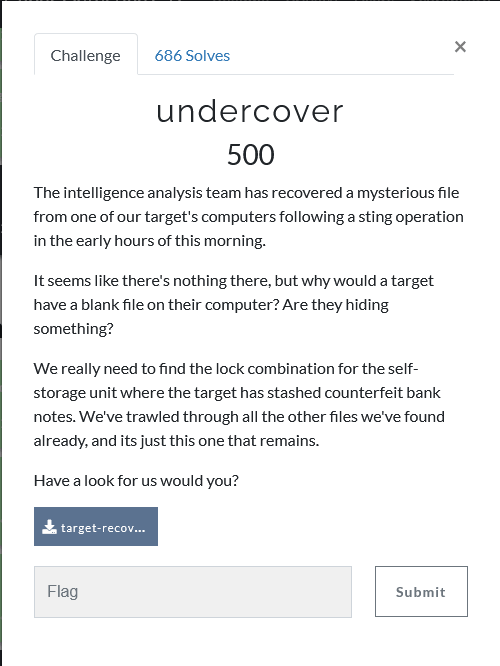 Challenge
686 Solves
×
undercover
500
The intelligence analysis team has recovered a mysterious file
from one of our target's computers following a sting operation
in the early hours of this morning.
It seems like there's nothing there, but why would a target
have a blank file on their computer? Are they hiding
something?
We really need to find the lock combination for the self-
storage unit where the target has stashed counterfeit bank
notes. We've trawled through all the other files we've found
already, and its just this one that remains.
Have a look for us would you?
target-recov...
Flag
Submit